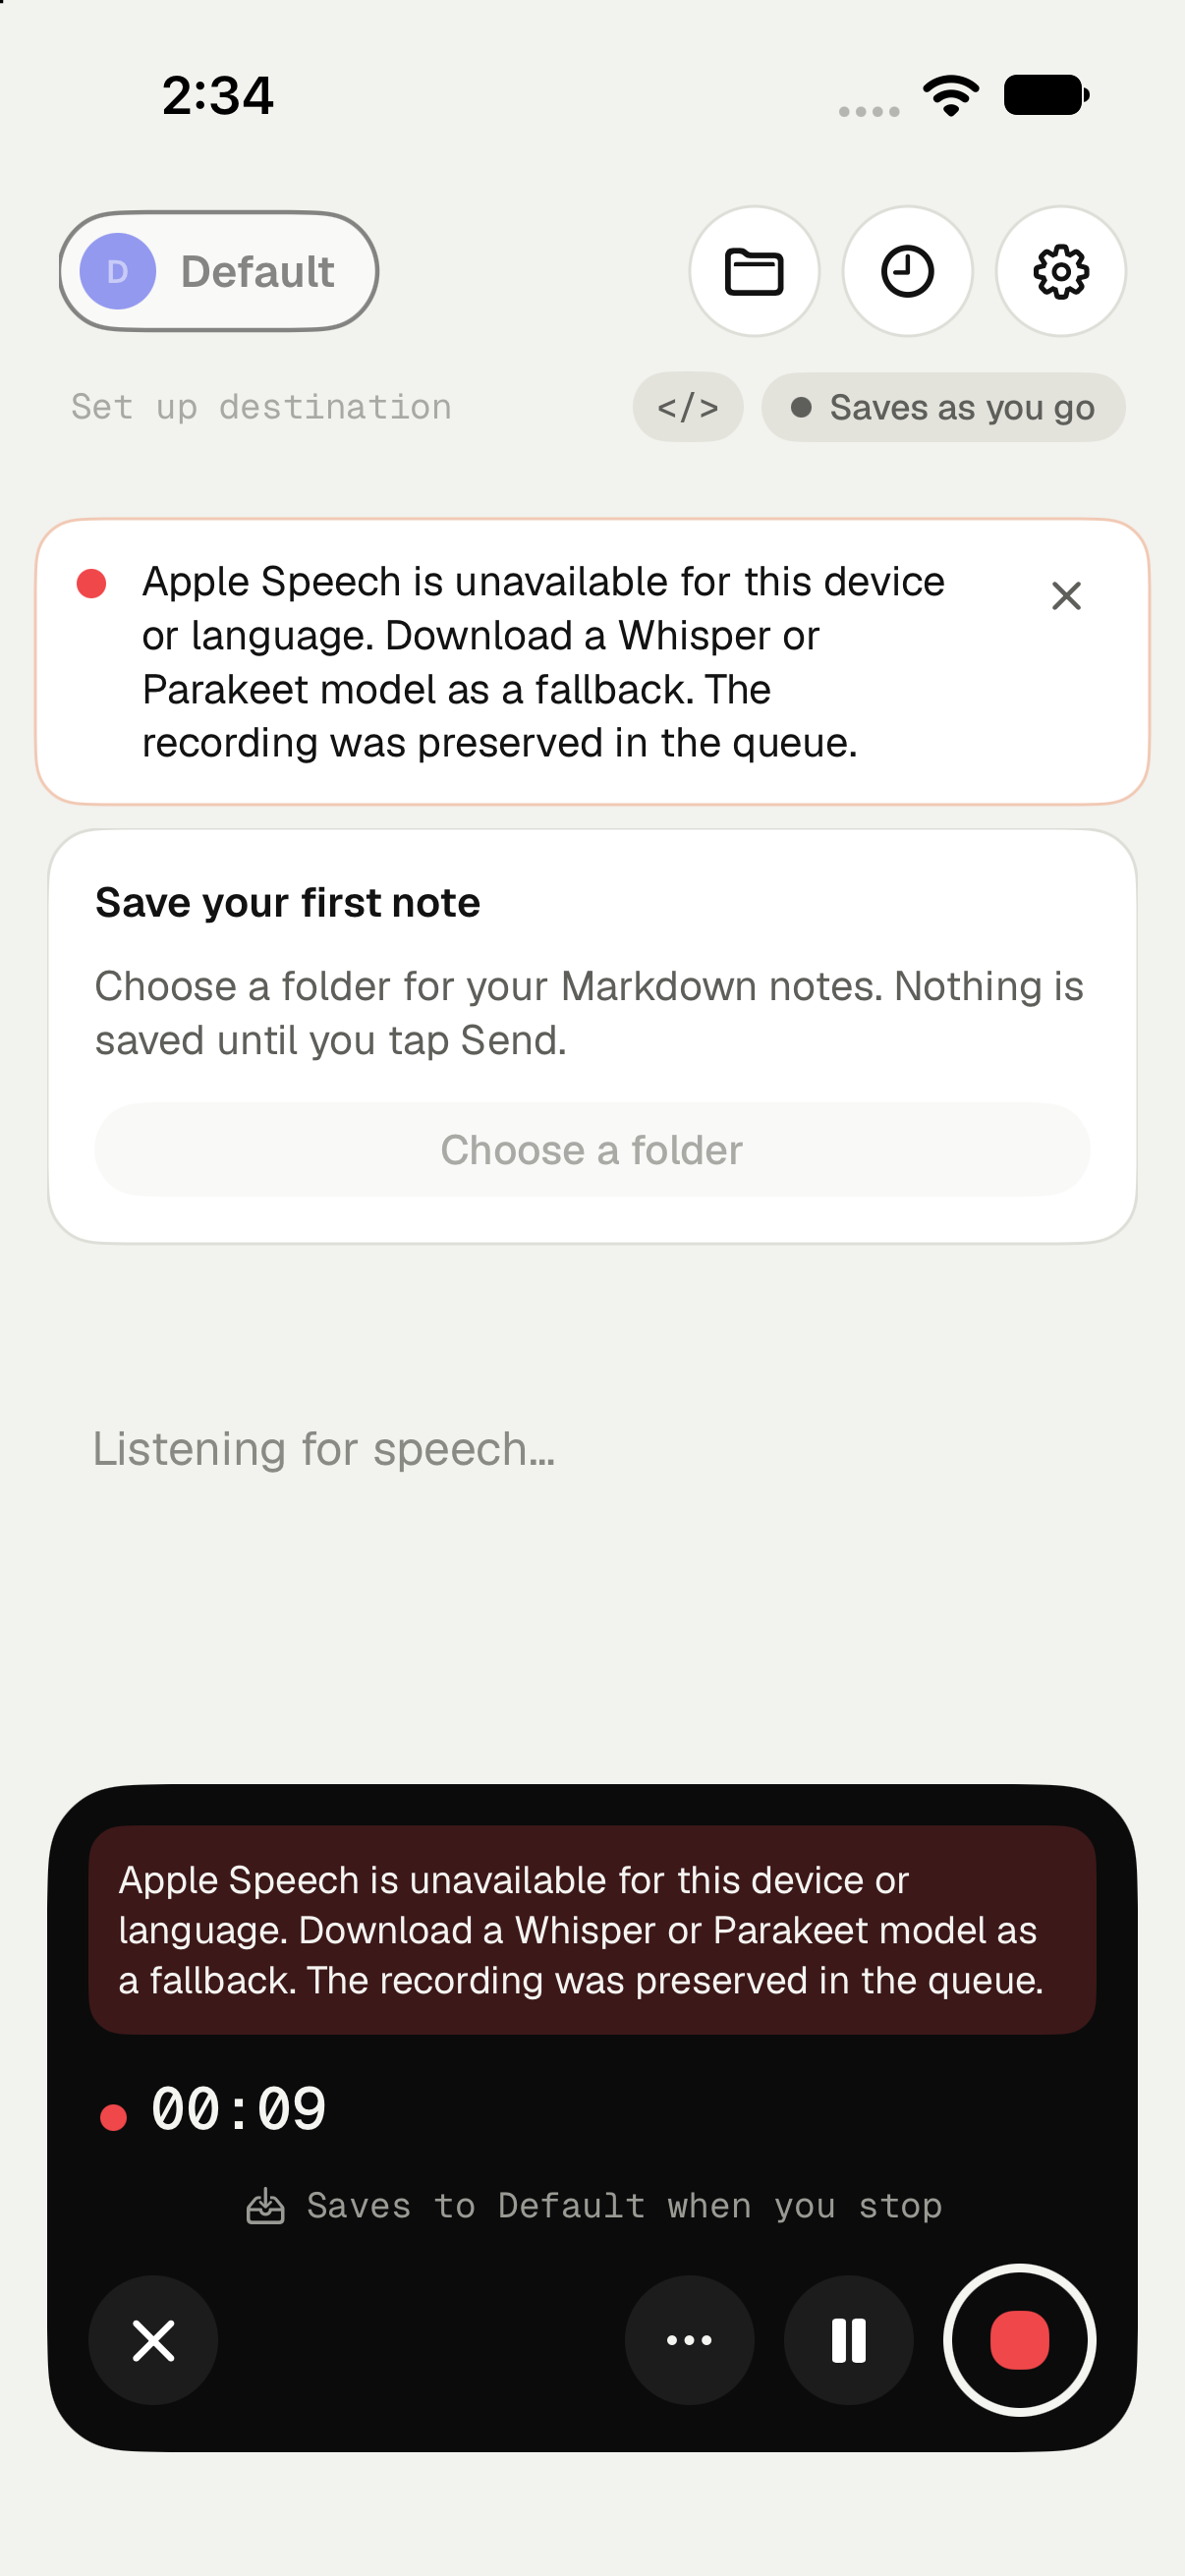 2:34
D Default
Set up destination
</> Saves as you go
Apple Speech is unavailable for this device
or language. Download a Whisper or
Parakeet model as a fallback. The
recording was preserved in the queue.
Save your first note
Choose a folder for your Markdown notes. Nothing is
saved until you tap Send.
Choose a folder
Listening for speech...
Apple Speech is unavailable for this device or
language. Download a Whisper or Parakeet model as
a fallback. The recording was preserved in the queue.
00:09
Saves to Default when you stop